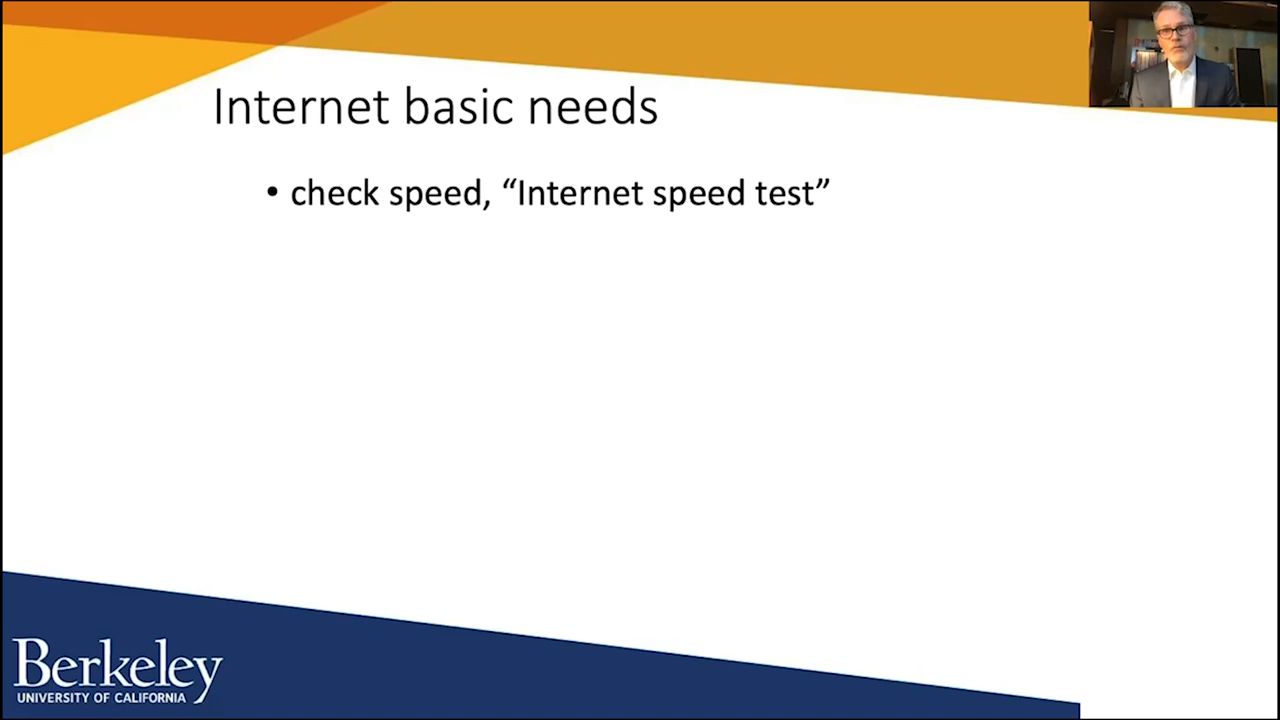 Internet basic needs
• check speed, “Internet speed test”
Berkeley
UNIVERSITY OF CALIFORNIA